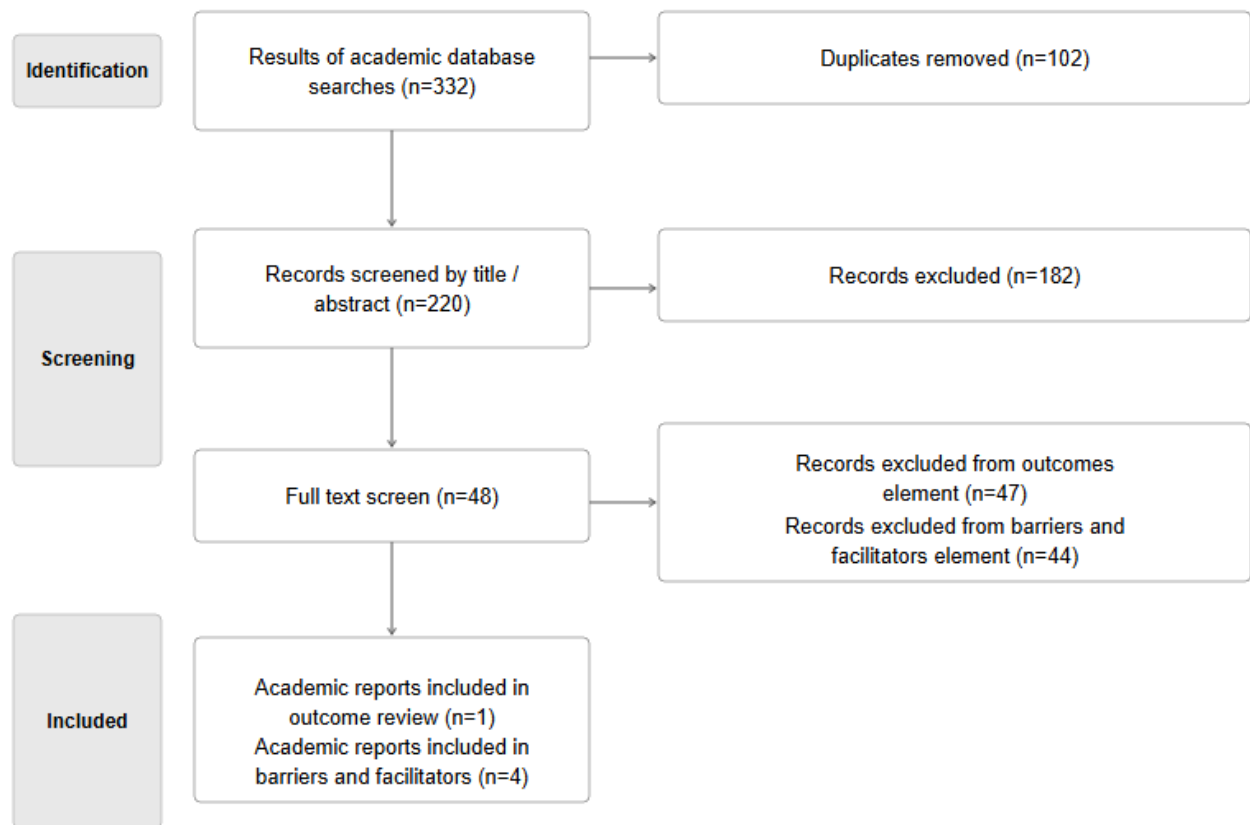 Identification
Results of academic database
searches (n=332)
Duplicates removed (n=102)
Screening
Records screened by title /
abstract (n=220)
Records excluded (n=182)
Full text screen (n=48)
Records excluded from outcomes
element (n=47)
Records excluded from barriers and
facilitators element (n=44)
Included
Academic reports included in
outcome review (n=1)
Academic reports included in
barriers and facilitators (n=4)